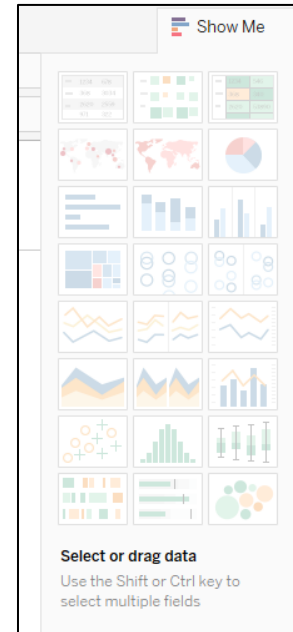 Show Me
Select or drag data
Use the Shift or Ctrl key to
select multiple fields